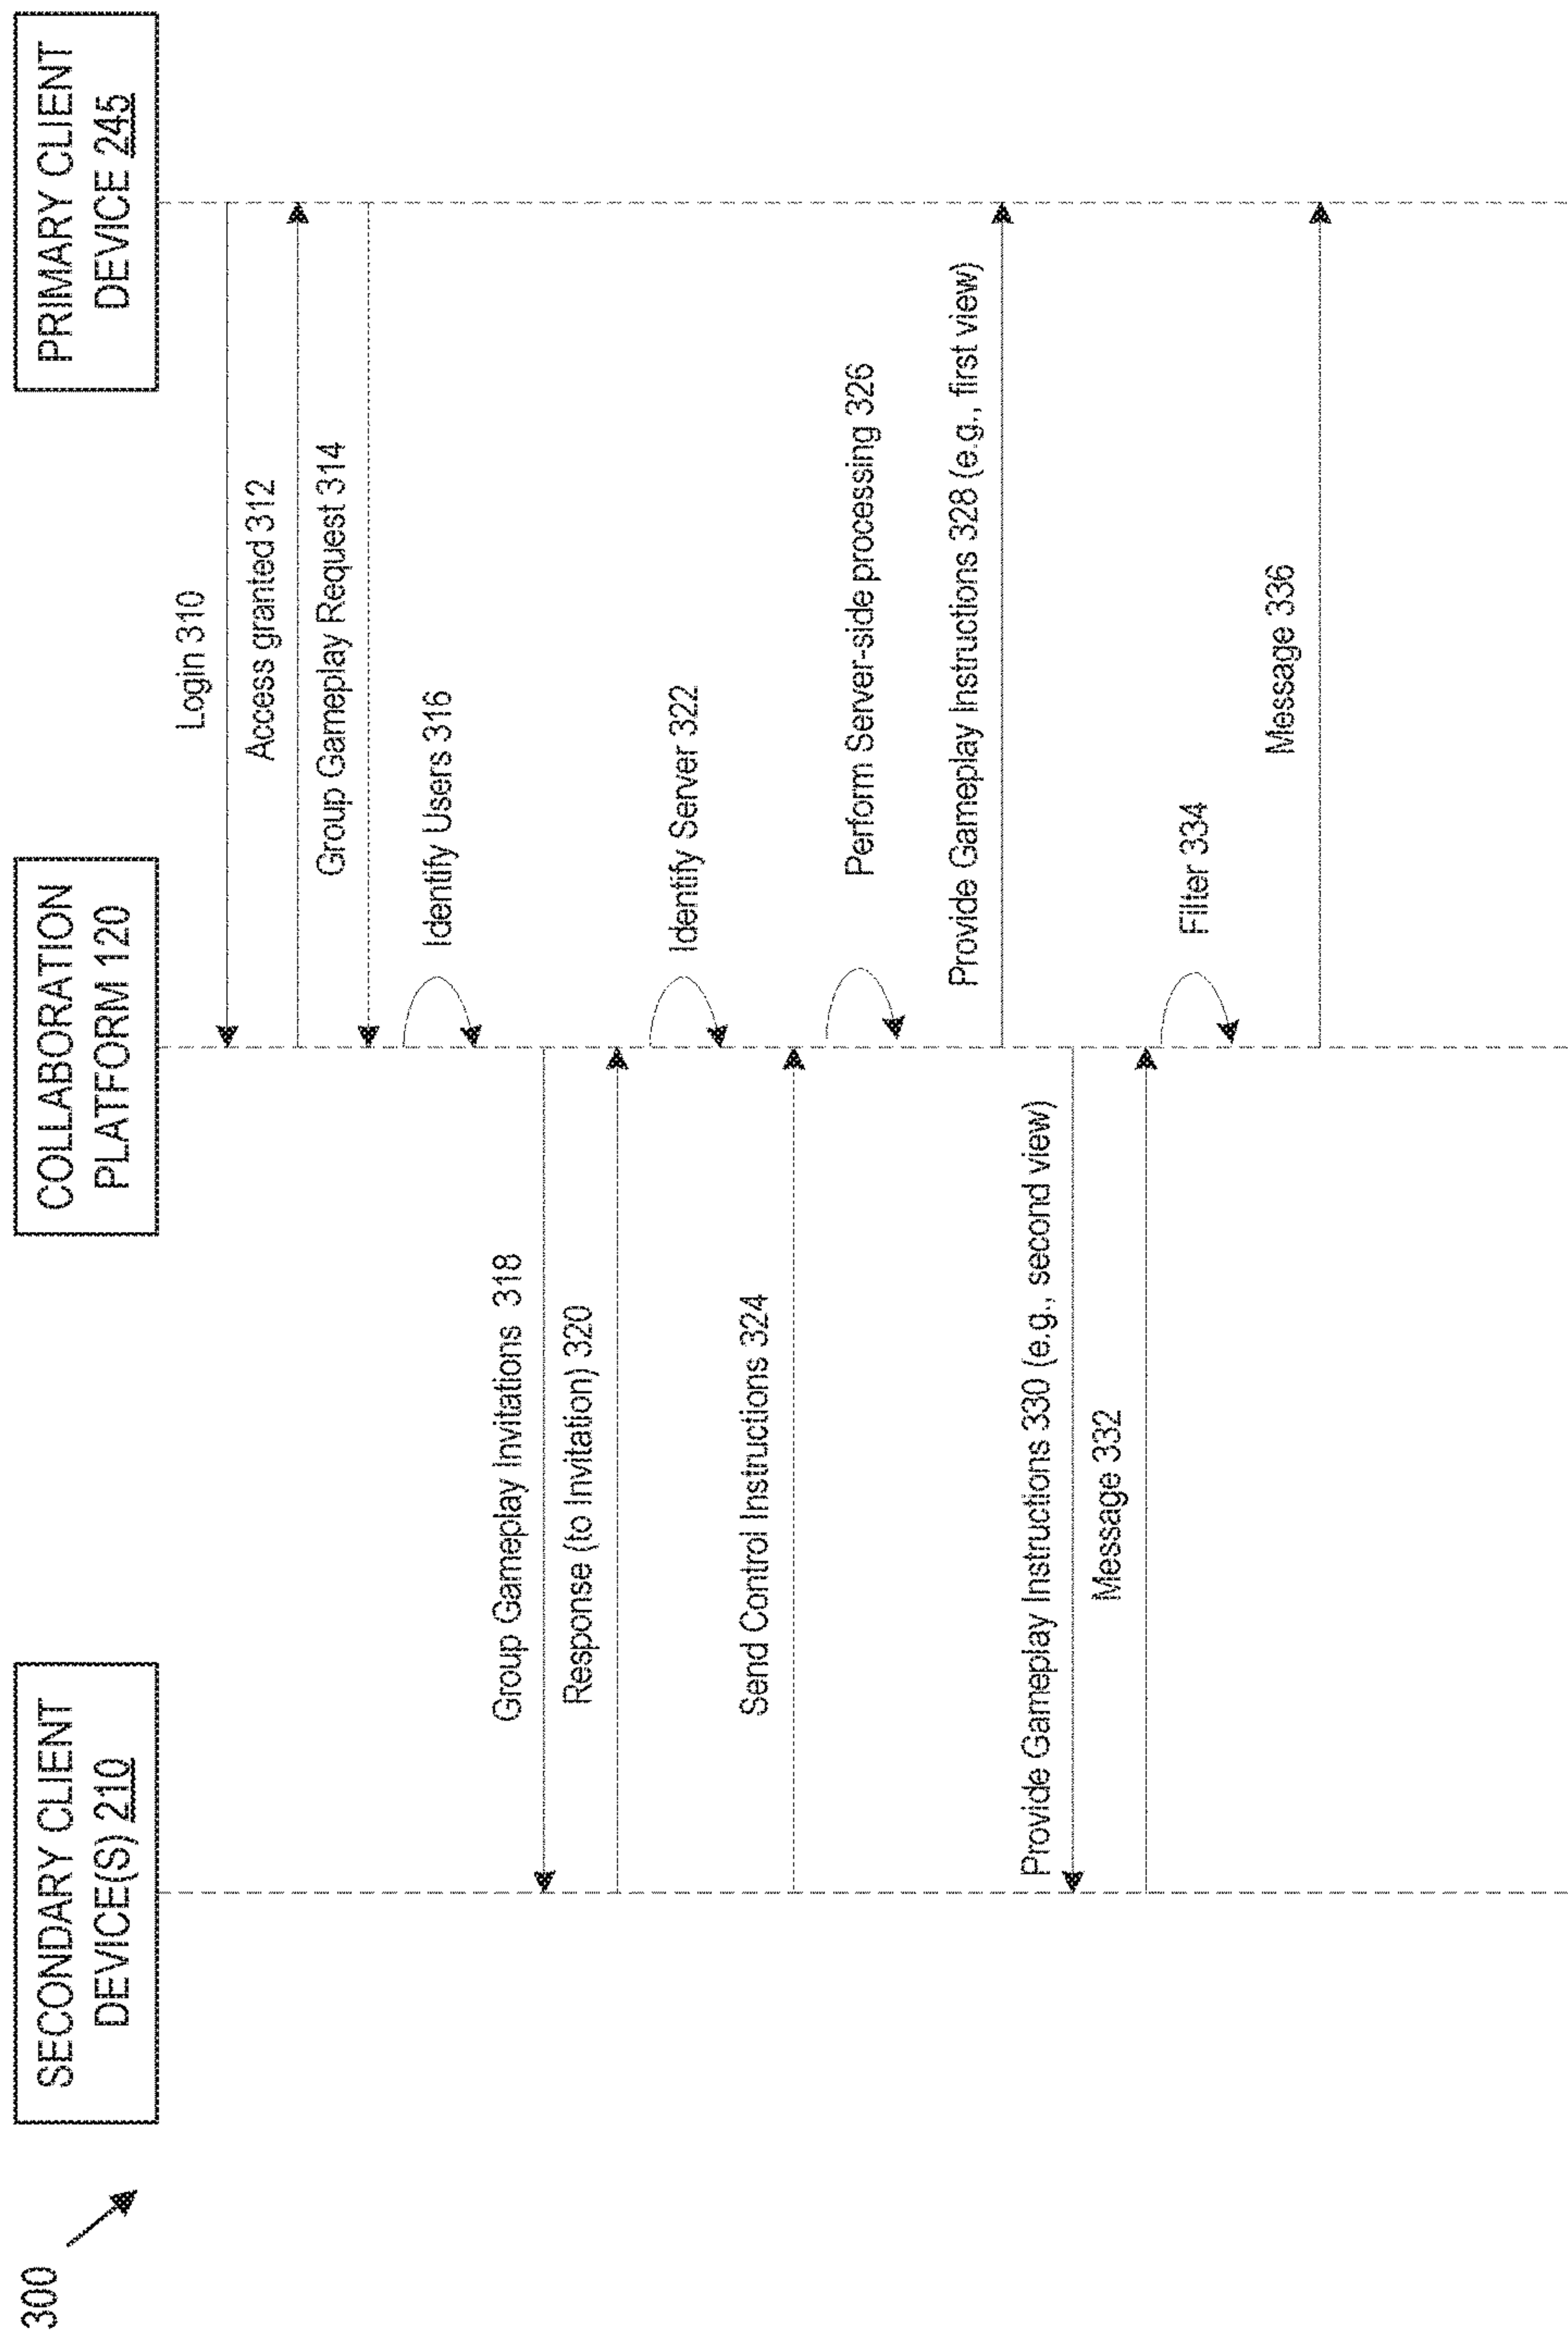 300
SECONDARY CLIENT
DEVICE(S) 210
COLLABORATION
PLATFORM 120
PRIMARY CLIENT
DEVICE 245
Login 310
Access granted 312
Group Gameplay Request 314
Identify Users 316
Group Gameplay Invitations 318
Response (to Invitation) 320
Identify Server 322
Send Control Instructions 324
Perform Server-side processing 326
Provide Gameplay Instructions 328 (e.g., first view)
Provide Gameplay Instructions 330 (e.g., second view)
Message 332
Filter 334
Message 336